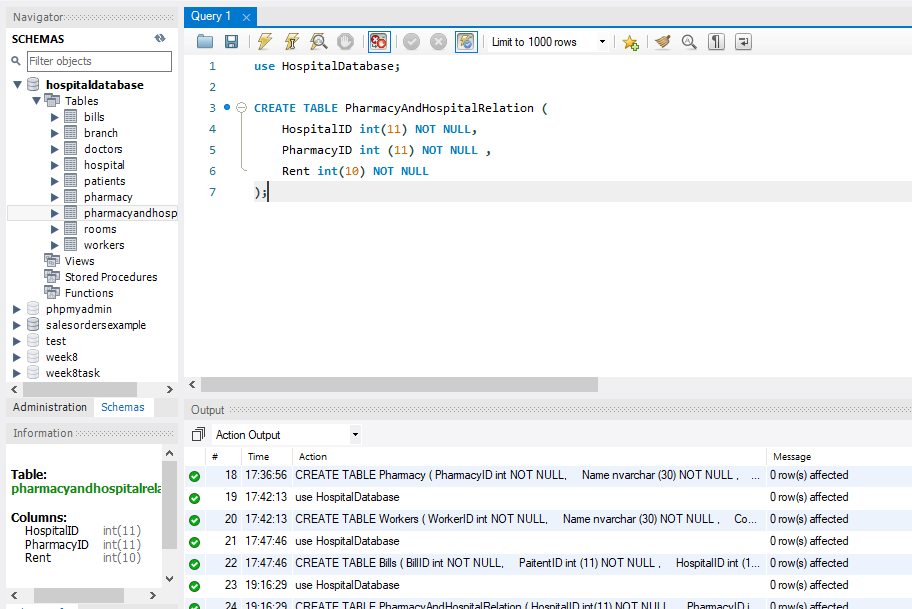 Navigator
SCHEMAS
Filter objects
hospitaldatabase
Tables
bills
branch
doctors
hospital
patients
pharmacy
pharmacyandhosp
rooms
workers
Views
Stored Procedures
Functions
phpmyadmin
salesordersexample
test
week8
week8task
Administration Schemas
Information
Table:
pharmacyandhospitalrela
Columns:
HospitalID int(11)
PharmacyID int(11)
Rent int(10)
Query 1
Limit to 1000 rows
1 use HospitalDatabase;
2
3 CREATE TABLE PharmacyAndHospitalRelation (
4 HospitalID int(11) NOT NULL,
5 PharmacyID int (11) NOT NULL ,
6 Rent int(10) NOT NULL
7 );
Output
Action Output
# Time Action Message
18 17:36:56 CREATE TABLE Pharmacy ( PharmacyID int NOT NULL, Name nvarchar (30) NOT NULL , ... 0 row(s) affected
19 17:42:13 use HospitalDatabase 0 row(s) affected
20 17:42:13 CREATE TABLE Workers ( WorkerID int NOT NULL, Name nvarchar (30) NOT NULL , Co... 0 row(s) affected
21 17:47:46 use HospitalDatabase 0 row(s) affected
22 17:47:46 CREATE TABLE Bills ( BillID int NOT NULL, PaitentID int (11) NOT NULL , HospitalID int (1... 0 row(s) affected
23 19:16:29 use HospitalDatabase 0 row(s) affected
24 19:16:29 CREATE TABLE PharmacyAndHospitalRelation ( HospitalID int(11) NOT NULL, PharmacyID i... 0 row(s) affected